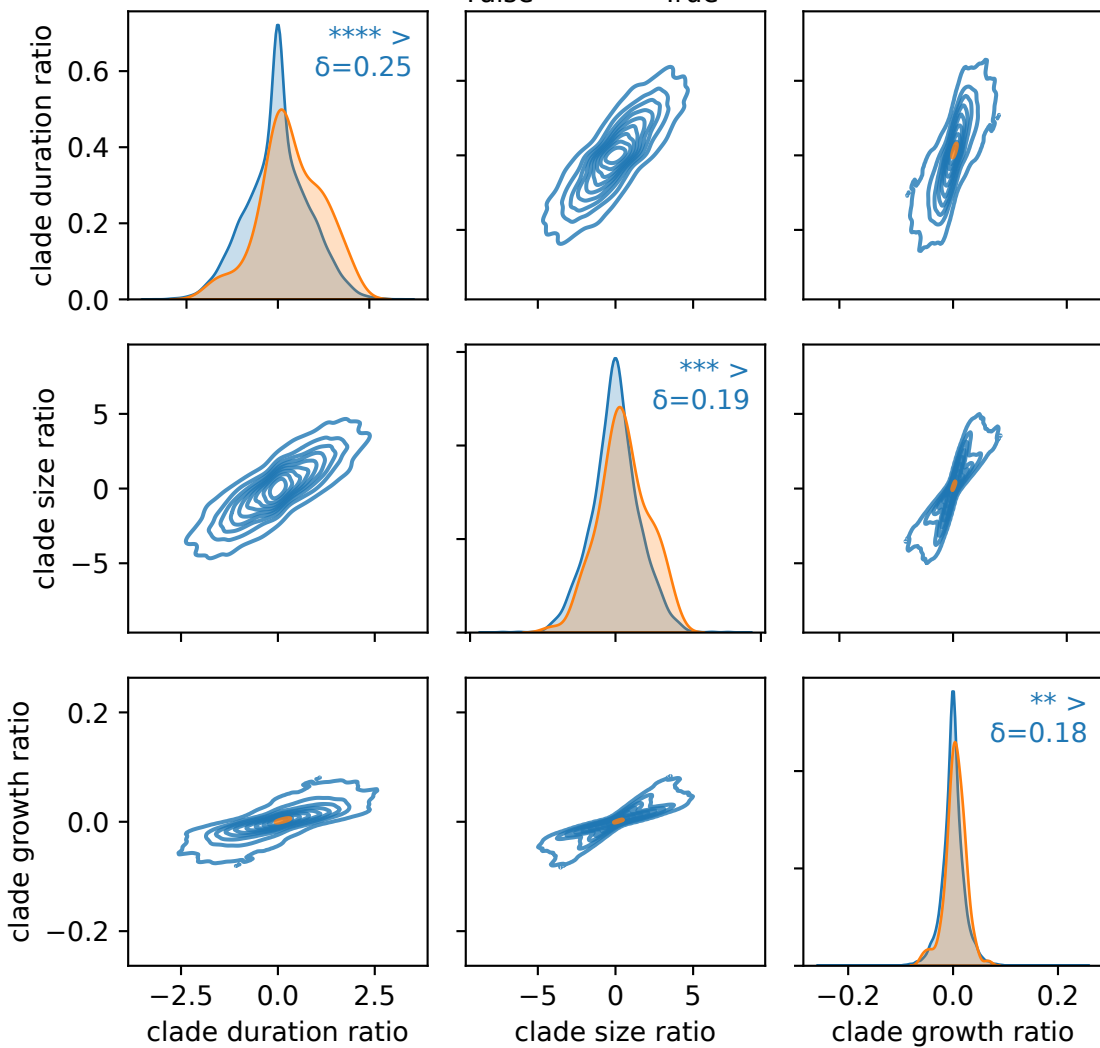 clade duration ratio
0.6
0.4
0.2
0.0
**** >
δ=0.25
clade size ratio
5
0
−5
*** >
δ=0.19
clade growth ratio
0.2
0.0
−0.2
** >
δ=0.18
−2.5 0.0 2.5
−5 0 5
−0.2 0.0 0.2
clade duration ratio
clade size ratio
clade growth ratio